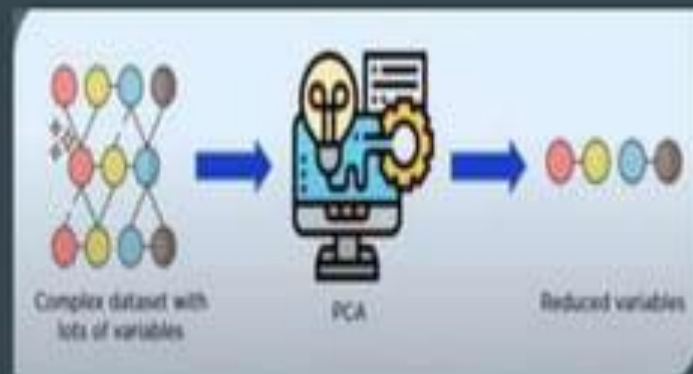 Complex dataset with
lots of variables
PCA
Reduced variables